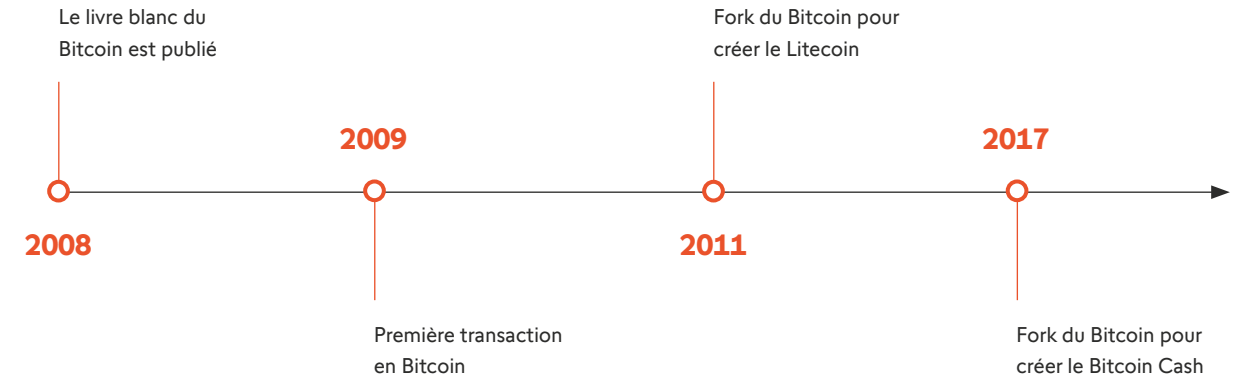 Le livre blanc du
Bitcoin est publié
2008
2009
Première transaction
en Bitcoin
Fork du Bitcoin pour
créer le Litecoin
2011
2017
Fork du Bitcoin pour
créer le Bitcoin Cash